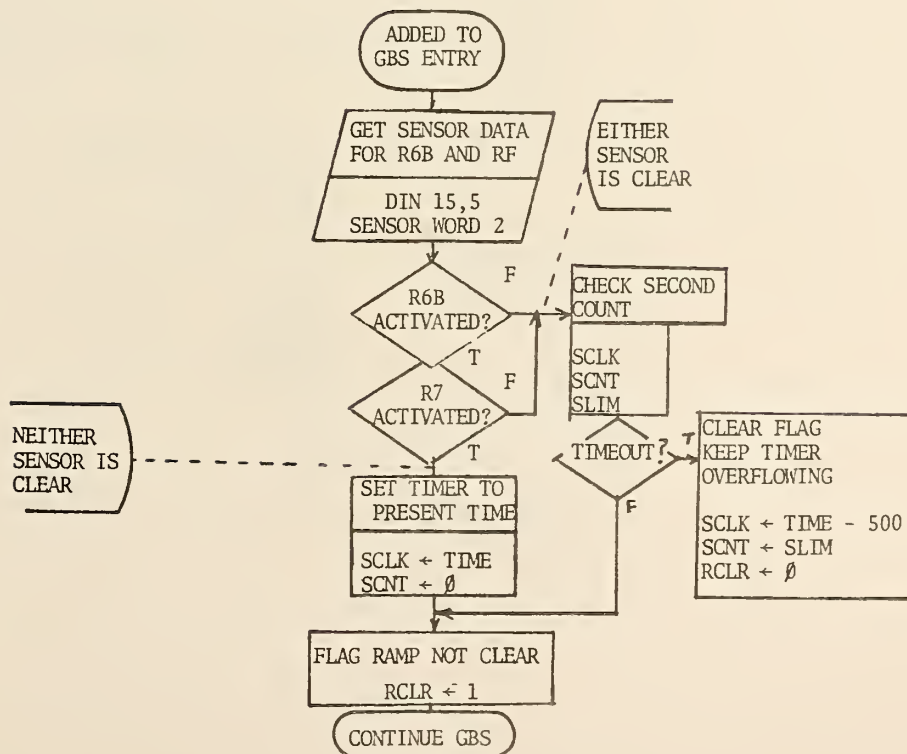 ADDED TO
GBS ENTRY
GET SENSOR DATA
FOR R6B AND RF
DIN 15,5
SENSOR WORD 2
EITHER
SENSOR
IS CLEAR
F
R6B
ACTIVATED?
T
CHECK SECOND
COUNT
SCLK
SCNT
SLIM
F
R7
ACTIVATED?
T
NEITHER
SENSOR IS
CLEAR
TIMEOUT?
T
F
CLEAR FLAG
KEEP TIMER
OVERFLOWING
SCLK ← TIME - 500
SCNT ← SLIM
RCLR ← Ø
SET TIMER TO
PRESENT TIME
SCLK ← TIME
SCNT ← Ø
FLAG RAMP NOT CLEAR
RCLR ← 1
CONTINUE GBS